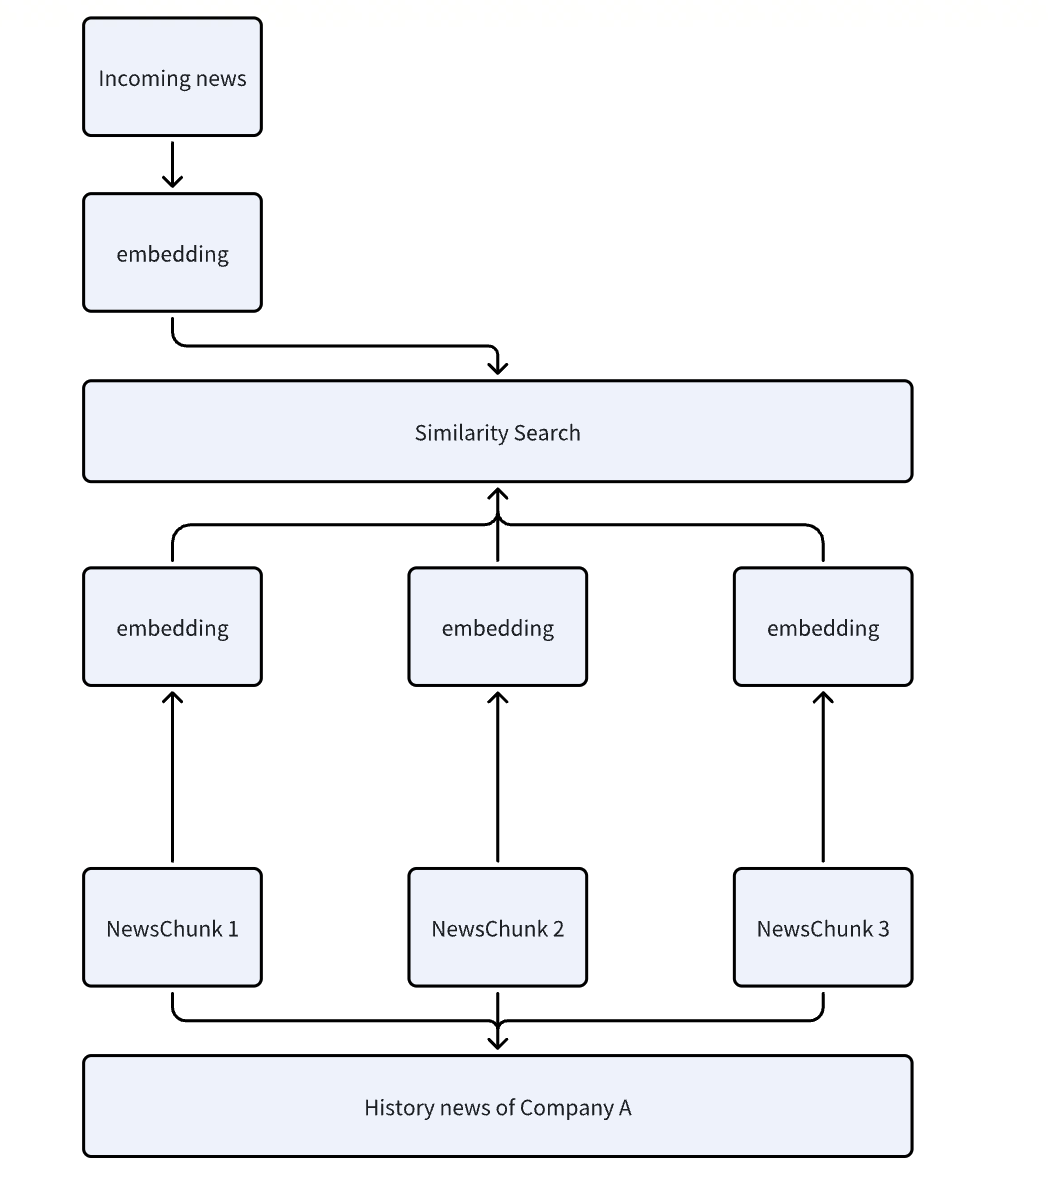 Incoming news
embedding
Similarity Search
embedding
embedding
embedding
NewsChunk 1
NewsChunk 2
NewsChunk 3
History news of Company A